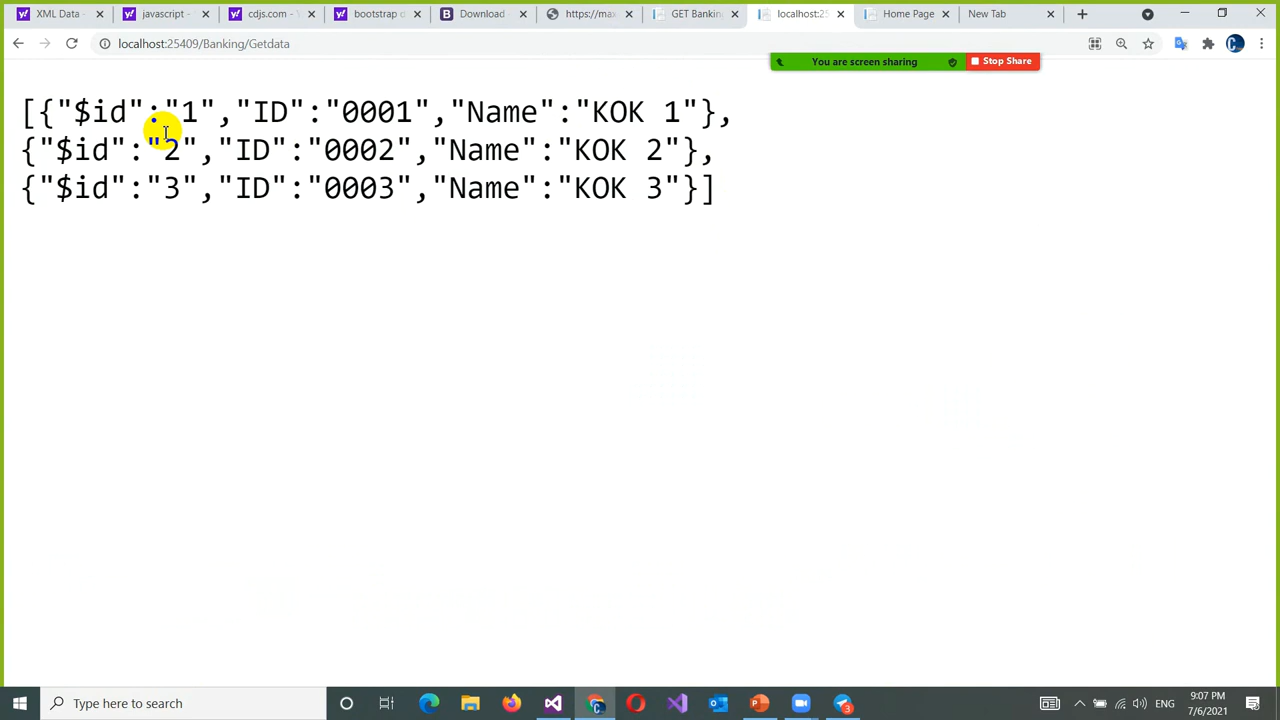 XML Data -
javascript -
cdjs.com -
bootstrap d
Download
https://max
GET Bankin
localhost:25
Home Page
New Tab
localhost:25409/Banking/Getdata
You are screen sharing
Stop Share
[{"$id":"1","ID":"0001","Name":"KOK 1"},
{"$id":"2","ID":"0002","Name":"KOK 2"},
{"$id":"3","ID":"0003","Name":"KOK 3"}]
Type here to search
3
ENG
9:07 PM
7/6/2021